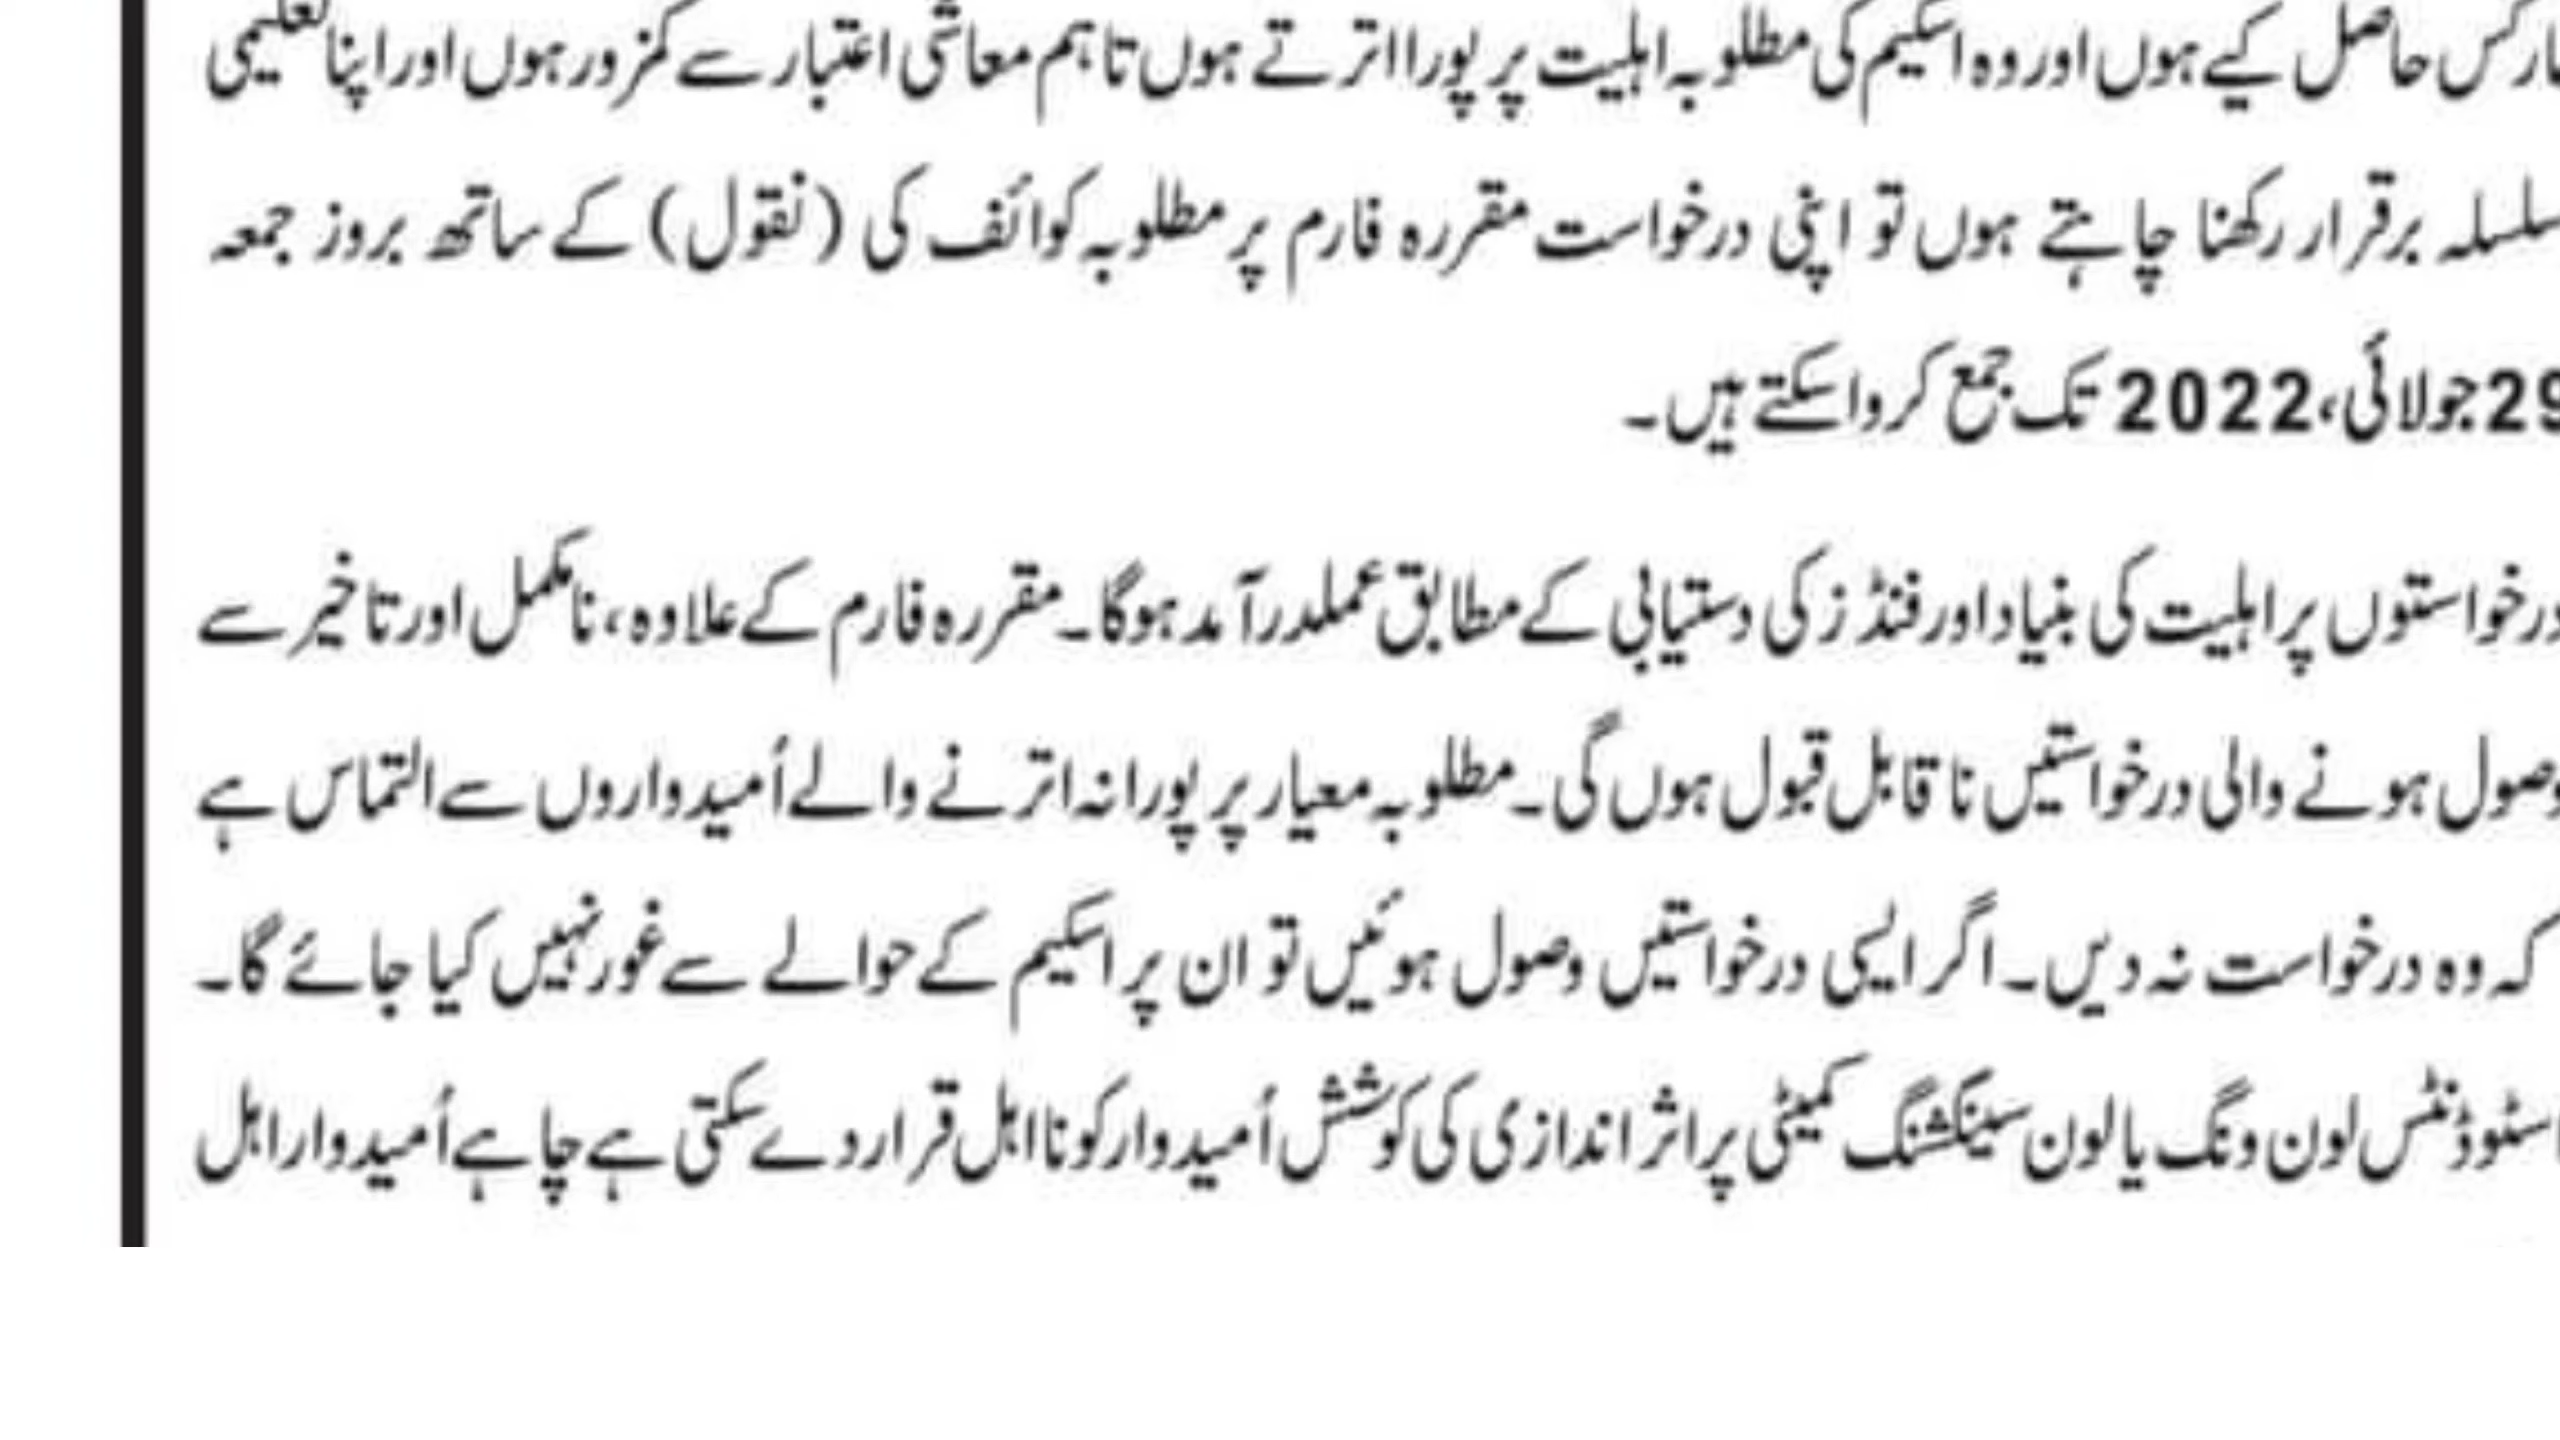 مارکس حاصل کیے ہوں اور وہ اسکیم کی مطلوبہ اہلیت پر پورا اترتے ہوں تاہم معاشی اعتبار سے کمزور ہوں اور اپنا تعلیمی
سلسلہ برقرار رکھنا چاہتے ہوں تو اپنی درخواست مقررہ فارم پر مطلوبہ کوائف کی (نقول) کے ساتھ بروز جمعہ
29 جولائی، 2022 تک جمع کرواسکتے ہیں۔
درخواستوں پر اہلیت کی بنیاد اور فنڈز کی دستیابی کے مطابق عملدرآمد ہوگا۔ مقررہ فارم کے علاوہ، نامکمل اور تاخیر سے
وصول ہونے والی درخواستیں ناقابل قبول ہوں گی۔ مطلوبہ معیار پر پورا نہ اترنے والے اُمیدواروں سے التماس ہے
کہ وہ درخواست نہ دیں۔ اگر ایسی درخواستیں وصول ہوئیں تو ان پر اسکیم کے حوالے سے غور نہیں کیا جائے گا۔
اسٹوڈنٹس لون ونگ یا لون سینکشنگ کمیٹی پر اثر اندازی کی کوشش اُمیدوار کو نااہل قرار دے سکتی ہے چاہے اُمیدوار اہل